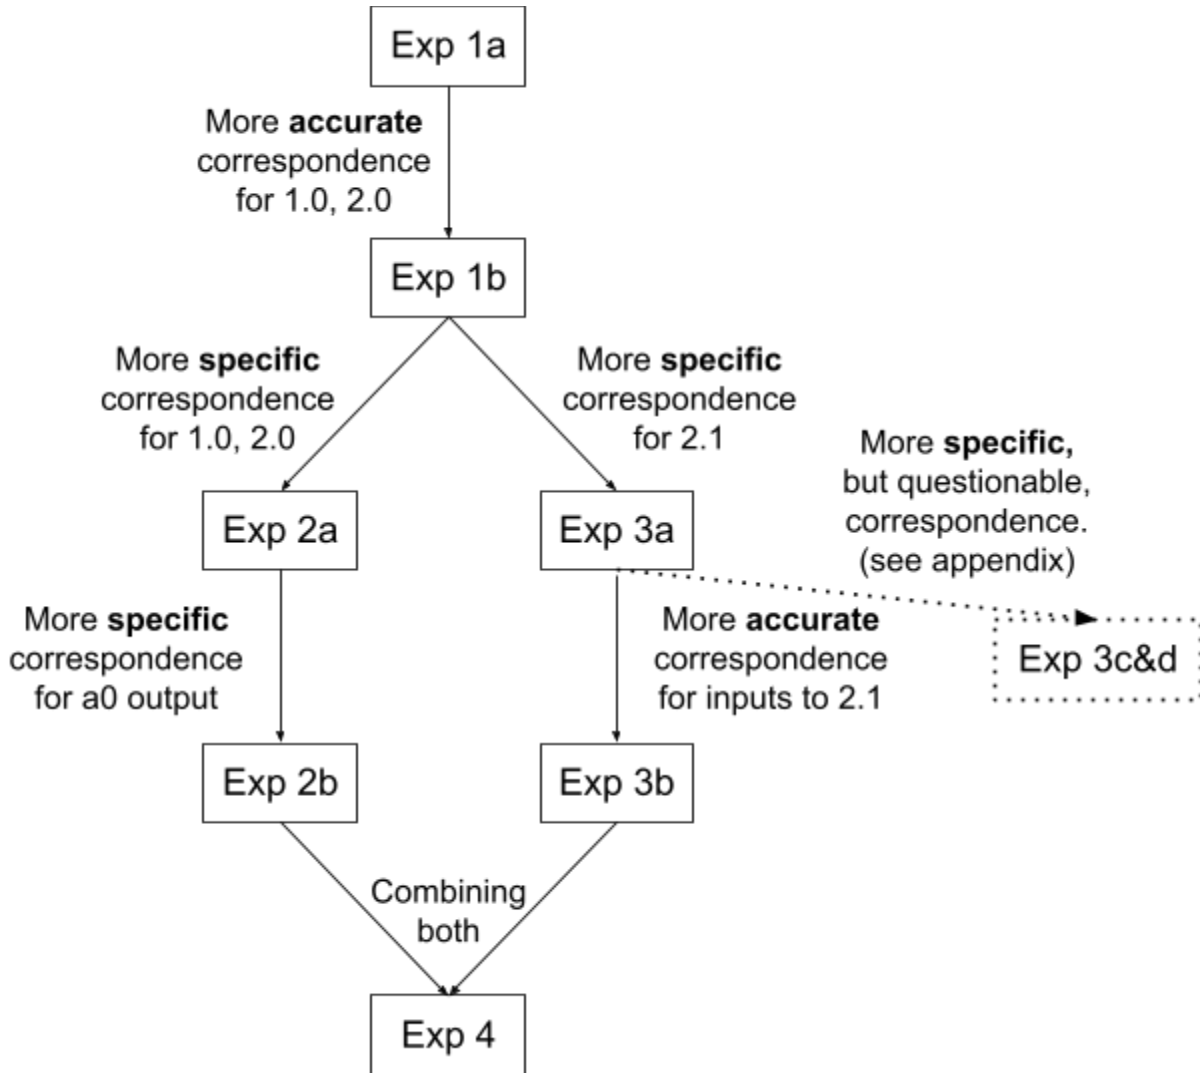 Exp 1a
More accurate
correspondence
for 1.0, 2.0
Exp 1b
More specific
correspondence
for 1.0, 2.0
More specific
correspondence
for 2.1
More specific,
but questionable,
correspondence.
(see appendix)
Exp 2a
Exp 3a
More specific
correspondence
for a0 output
More accurate
correspondence
for inputs to 2.1
Exp 3c&d
Exp 2b
Exp 3b
Combining
both
Exp 4